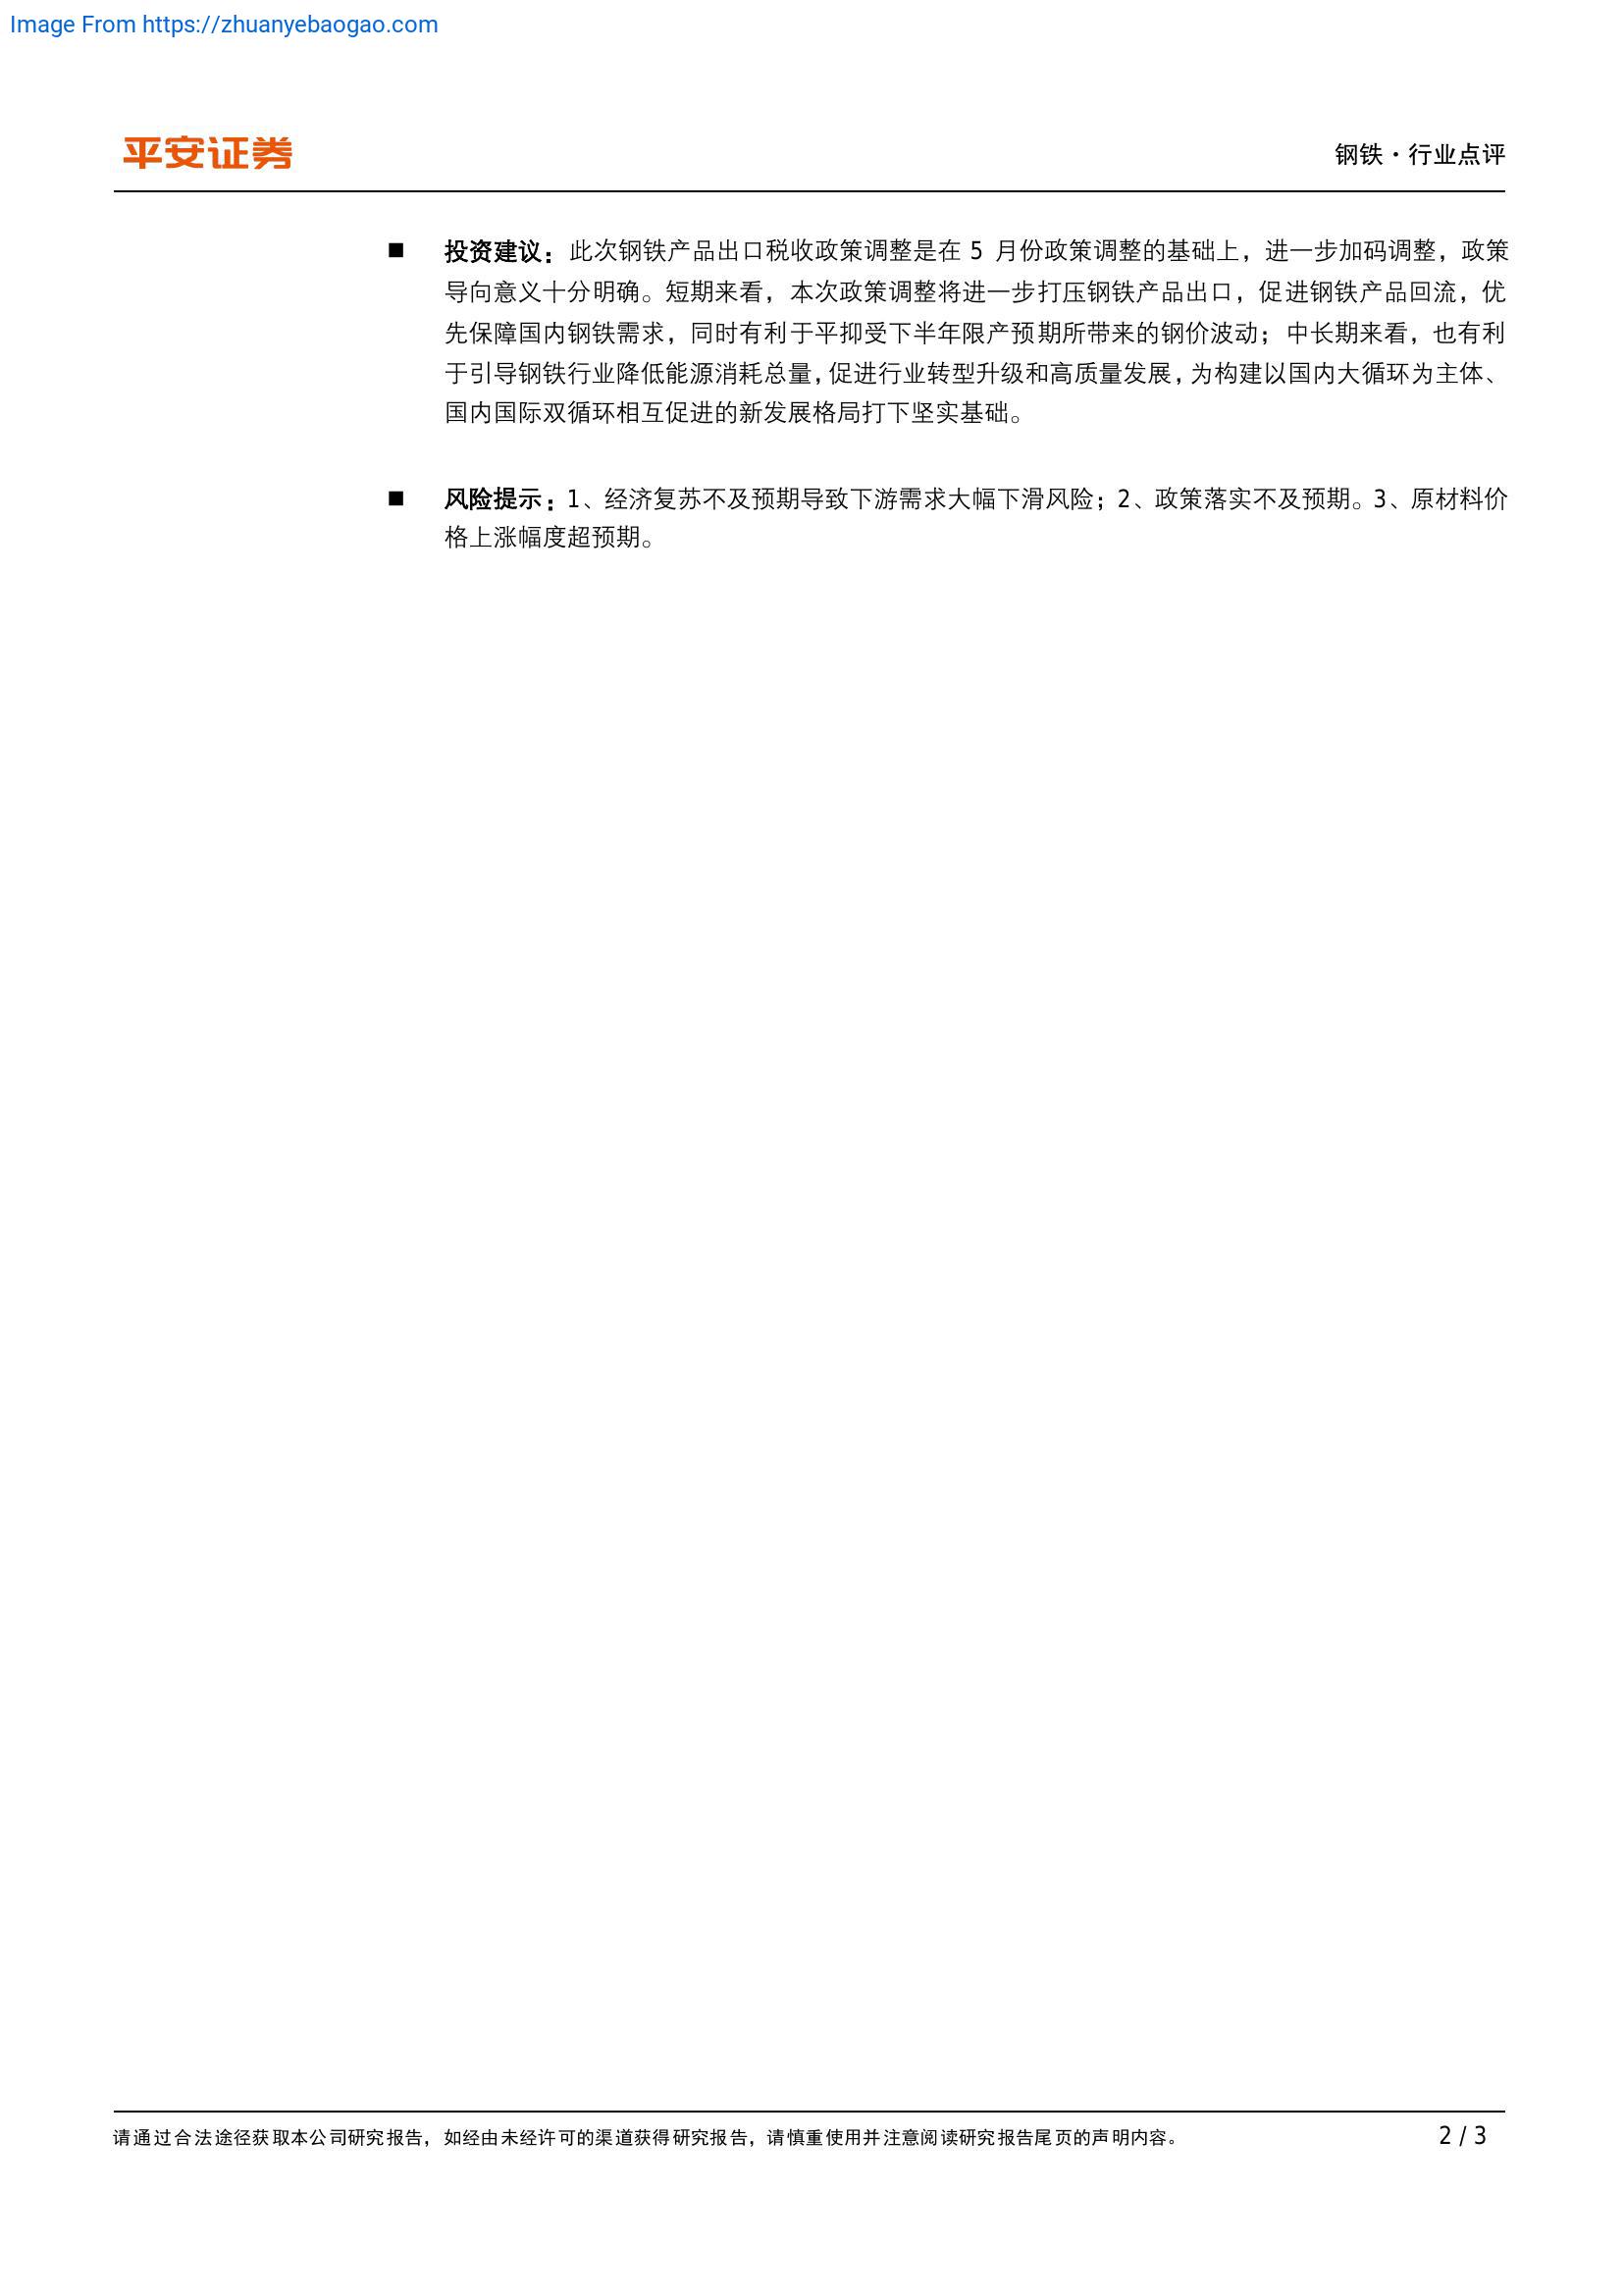 Image From https://zhuanyebaogao.com
平安证券
钢铁·行业点评
■ 投资建议：此次钢铁产品出口税收政策调整是在 5 月份政策调整的基础上，进一步加码调整，政策
导向意义十分明确。短期来看，本次政策调整将进一步打压钢铁产品出口，促进钢铁产品回流，优
先保障国内钢铁需求，同时有利于平抑受下半年限产预期所带来的钢价波动；中长期来看，也有利
于引导钢铁行业降低能源消耗总量，促进行业转型升级和高质量发展，为构建以国内大循环为主体、
国内国际双循环相互促进的新发展格局打下坚实基础。
■ 风险提示：1、经济复苏不及预期导致下游需求大幅下滑风险；2、政策落实不及预期。3、原材料价
格上涨幅度超预期。
请通过合法途径获取本公司研究报告，如经由未经许可的渠道获得研究报告，请慎重使用并注意阅读研究报告尾页的声明内容。
2 / 3